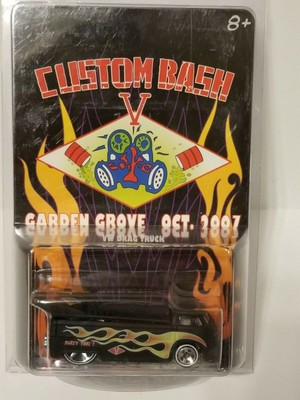 8+
CUSTOM BASH
V
GARDEN GROVE OCT. 2007
VW DRAG TRUCK